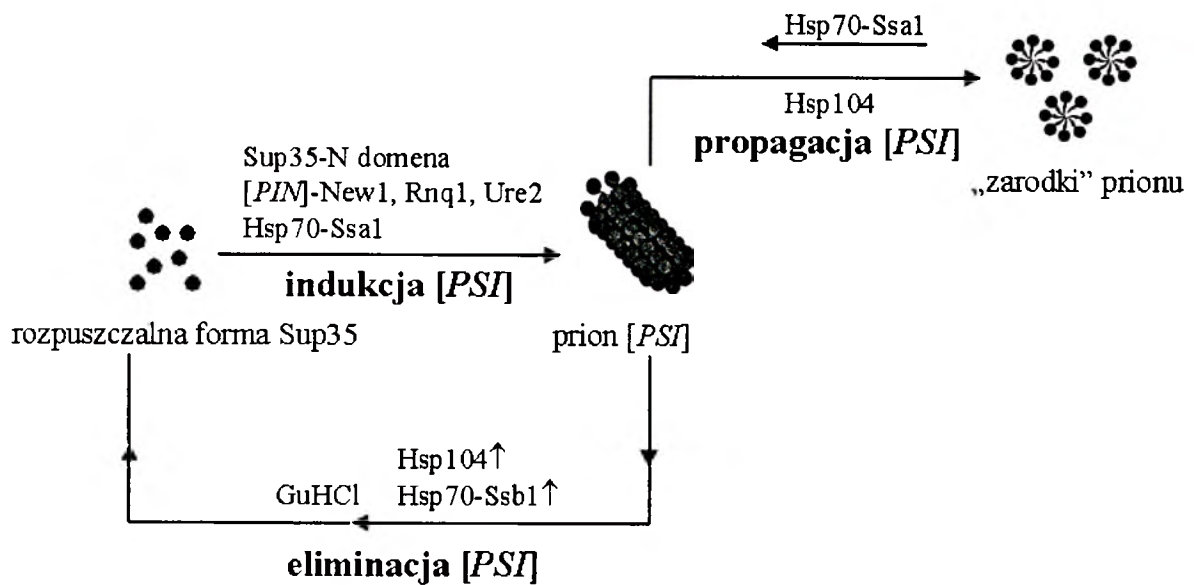 Hsp70-Ssa1
Hsp104
propagacja [PSI]
„zarodki” prionu
Sup35-N domena
[PIN]-New1, Rnq1, Ure2
Hsp70-Ssa1
indukcja [PSI]
rozpuszczalna forma Sup35
prion [PSI]
Hsp104↑
GuHCl Hsp70-Ssb1↑
eliminacja [PSI]